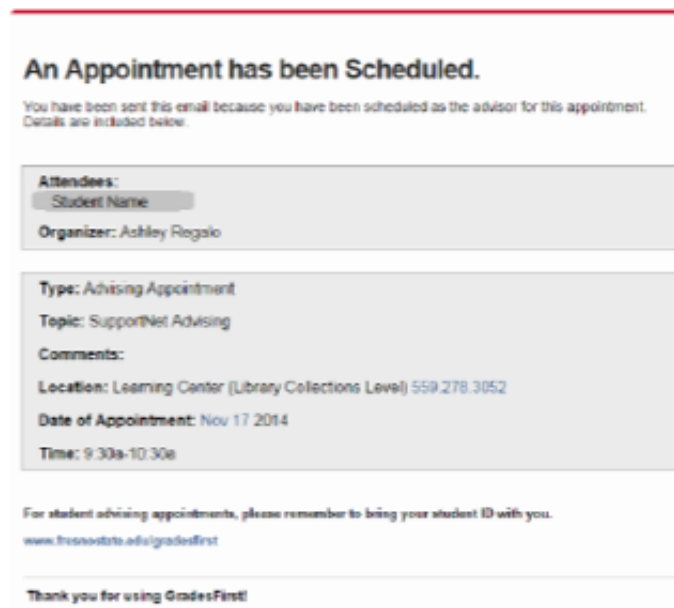 An Appointment has been Scheduled.
You have been sent this email because you have been scheduled as the advisor for this appointment.
Details are included below.
Attendees:
Student Name
Organizer: Ashley Regalo
Type: Advising Appointment
Topic: SupportNet Advising
Comments:
Location: Learning Center (Library Collections Level) 559.278.3052
Date of Appointment: Nov 17 2014
Time: 9:30a-10:30a
For student advising appointments, please remember to bring your student ID with you.
www.fresnostate.edu/gradesfirst
Thank you for using GradesFirst!